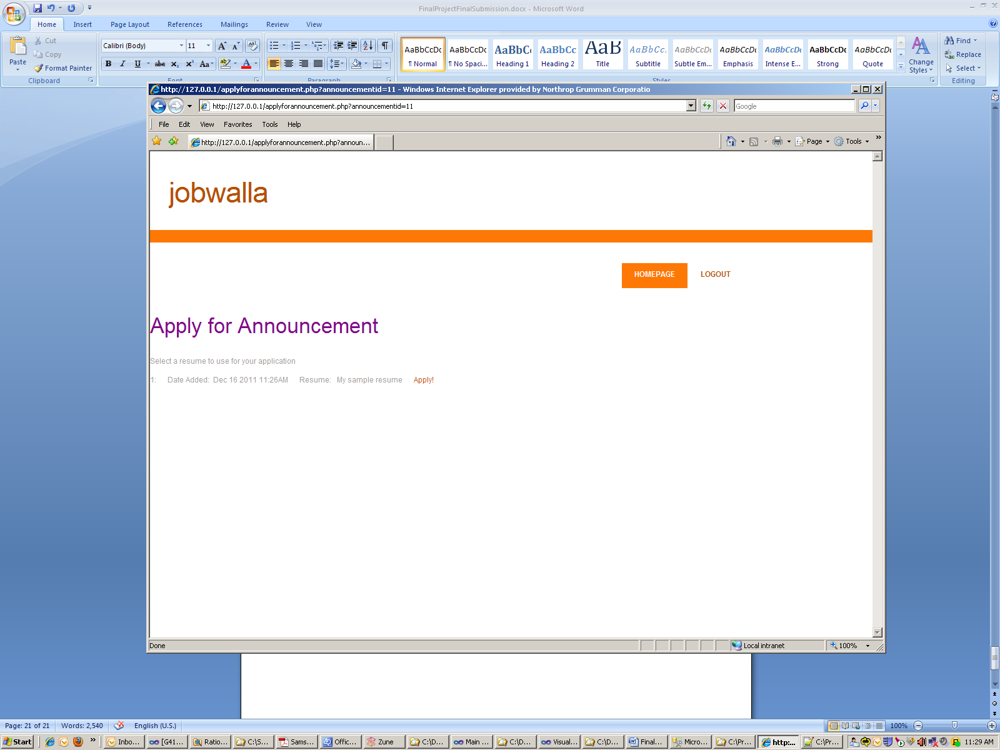 FinalProjectFinalSubmission.docx - Microsoft Word
Home Insert Page Layout References Mailings Review View
Cut
Copy
Format Painter
Paste
Clipboard
Calibri (Body) 11
Font
Paragraph
AaBbCcDc AaBbCcDc AaBbC AaBbCc AaB AaBbCc. AaBbCcDc AaBbCcDc AaBbCcDc AaBbCcDc AaBbCcDc
¶ Normal ¶ No Spaci... Heading 1 Heading 2 Title Subtitle Subtle Em... Emphasis Intense E... Strong Quote
Change Styles
Styles
Find
Replace
Select
Editing
http://127.0.0.1/applyforannouncement.php?announcementid=11 - Windows Internet Explorer provided by Northrop Grumman Corporatio
http://127.0.0.1/applyforannouncement.php?announcementid=11
Google
File Edit View Favorites Tools Help
http://127.0.0.1/applyforannouncement.php?announ...
Page Tools
jobwalla
HOMEPAGE LOGOUT
Apply for Announcement
Select a resume to use for your application
1: Date Added: Dec 16 2011 11:26AM Resume: My sample resume Apply!
Done
Local intranet
100%
Page: 21 of 21 Words: 2,540 English (U.S.) 100%
Start Inbo... [G41... Ratio... C:\S... Sams... Offic... Zune C:\D... Main ... C:\D... Visual... C:\D... Final... Micro... C:\Pr... http:... C:\Pr... 11:29 AM